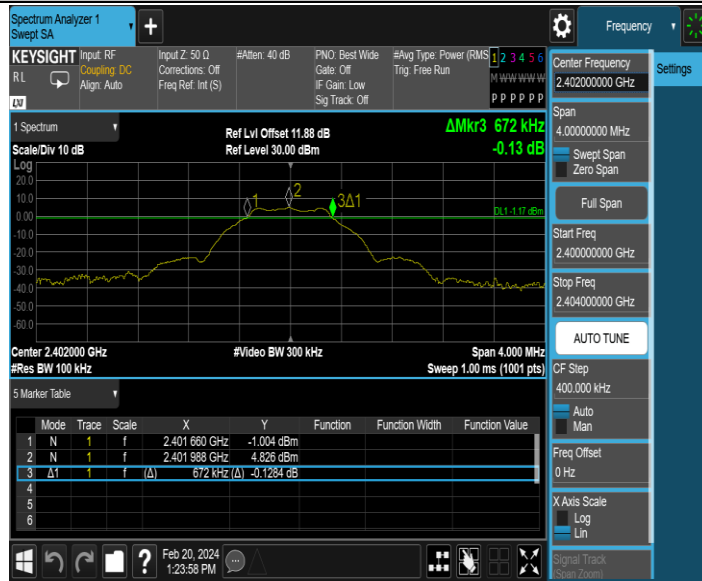 Spectrum Analyzer 1
Swept SA
+
Frequency
KEYSIGHT
RL
LXI
Input: RF
Coupling: DC
Align: Auto
Input Z: 50 Ω
Corrections: Off
Freq Ref: Int (S)
#Atten: 40 dB
PNO: Best Wide
Gate: Off
IF Gain: Low
Sig Track: Off
#Avg Type: Power (RMS
Trig: Free Run
1 2 3 4 5 6
M W W W W W
P P P P P P
1 Spectrum
Scale/Div 10 dB
Ref Lvl Offset 11.88 dB
Ref Level 30.00 dBm
ΔMkr3 672 kHz
-0.13 dB
Log
20.0
10.0
0.00
-10.0
-20.0
-30.0
-40.0
-50.0
-60.0
1
2
3Δ1
DL1 -1.17 dBm
Center 2.402000 GHz
#Res BW 100 kHz
#Video BW 300 kHz
Span 4.000 MHz
Sweep 1.00 ms (1001 pts)
5 Marker Table
Mode Trace Scale X Y Function Function Width Function Value
1 N 1 f 2.401 660 GHz -1.004 dBm
2 N 1 f 2.401 988 GHz 4.826 dBm
3 Δ1 1 f (Δ) 672 kHz (Δ) -0.1284 dB
4
5
6
Feb 20, 2024
1:23:58 PM
Center Frequency
2.402000000 GHz
Span
4.00000000 MHz
Swept Span
Zero Span
Full Span
Start Freq
2.400000000 GHz
Stop Freq
2.404000000 GHz
AUTO TUNE
CF Step
400.000 kHz
Auto
Man
Freq Offset
0 Hz
X Axis Scale
Log
Lin
Signal Track
(Span Zoom)
Settings